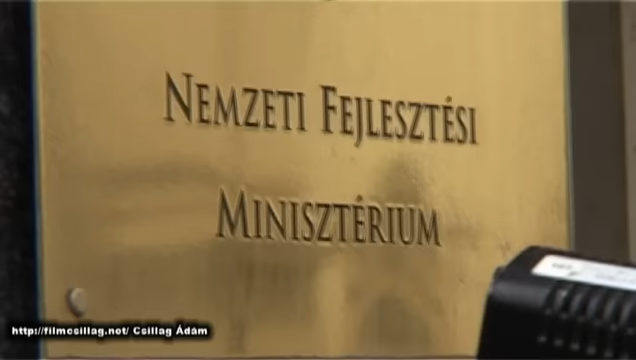 NEMZETI FEJLESZTÉSI
MINISZTÉRIUM
http://filmcsillag.net/ Csillag Ádám